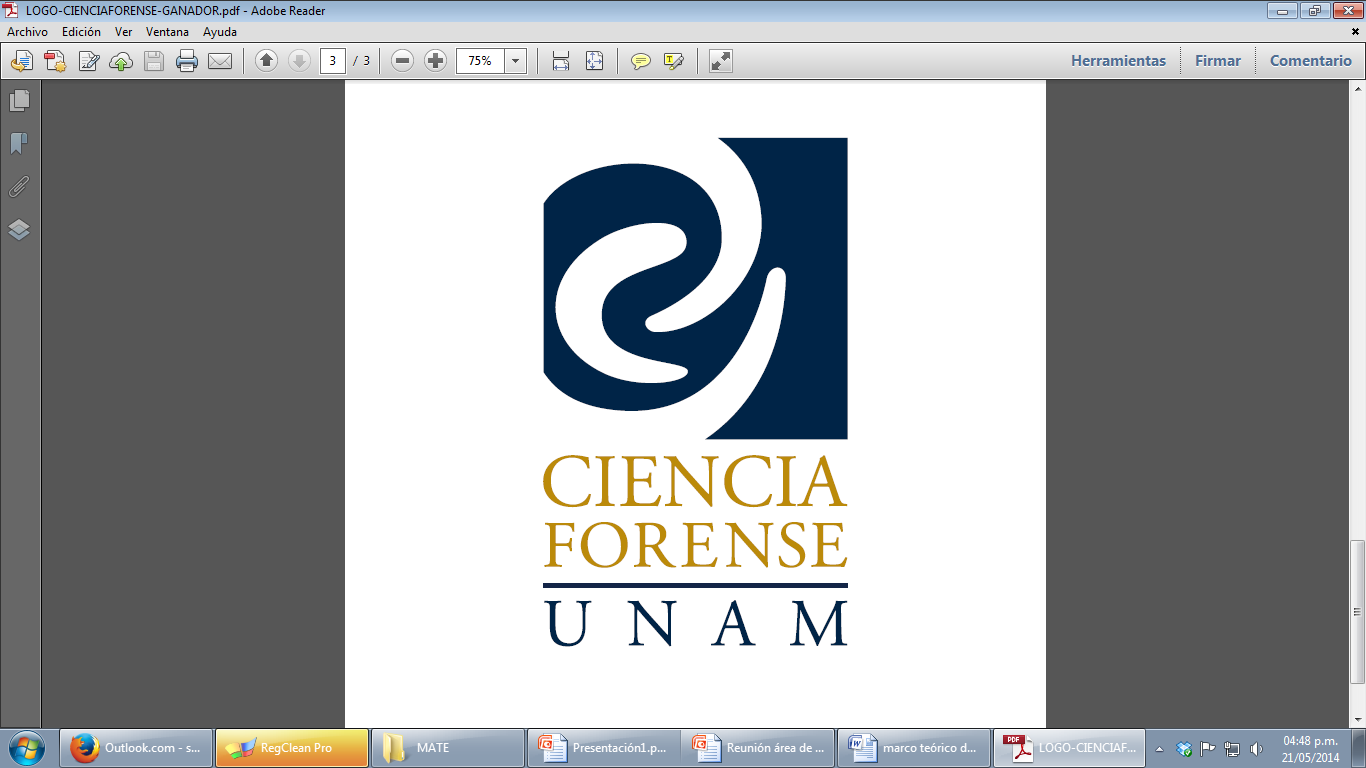 LOGO-CIENCIAFORENSE-GANADOR.pdf - Adobe Reader
Archivo Edición Ver Ventana Ayuda
3 / 3 75% Herramientas Firmar Comentario
CIENCIA
FORENSE
UNAM
Outlook.com - s... RegClean Pro MATE Presentación1.p... Reunión área de ... marco teórico d... LOGO-CIENCIAF... 04:48 p.m.
21/05/2014